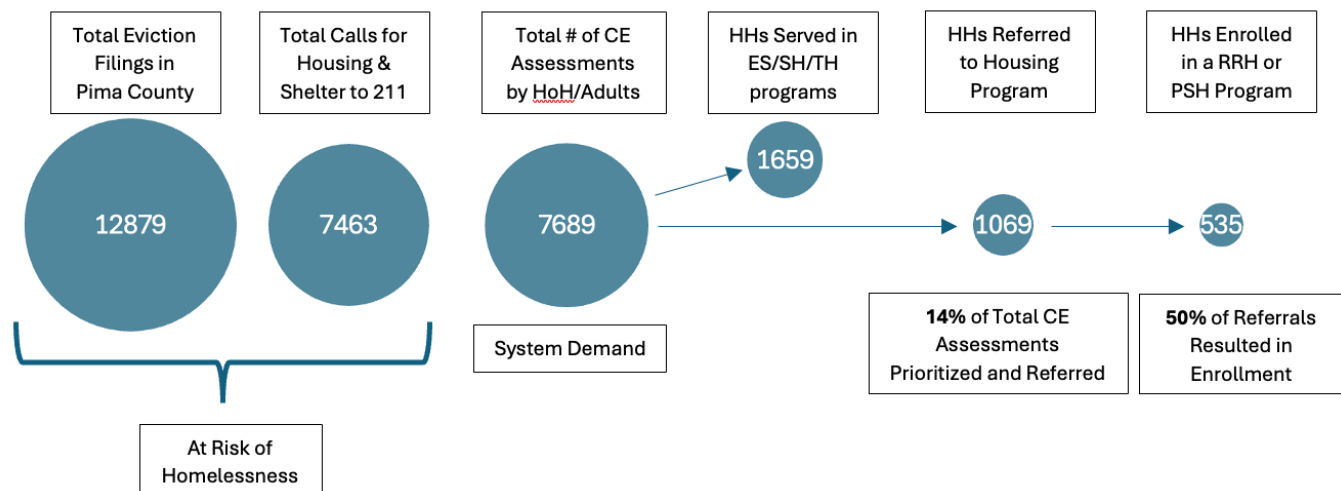 Total Eviction
Filings in
Pima County
Total Calls for
Housing &
Shelter to 211
Total # of CE
Assessments
by HoH/Adults
HHs Served in
ES/SH/TH
programs
HHs Referred
to Housing
Program
HHs Enrolled
in a RRH or
PSH Program
12879
7463
7689
1659
1069
535
System Demand
14% of Total CE
Assessments
Prioritized and Referred
50% of Referrals
Resulted in
Enrollment
At Risk of
Homelessness